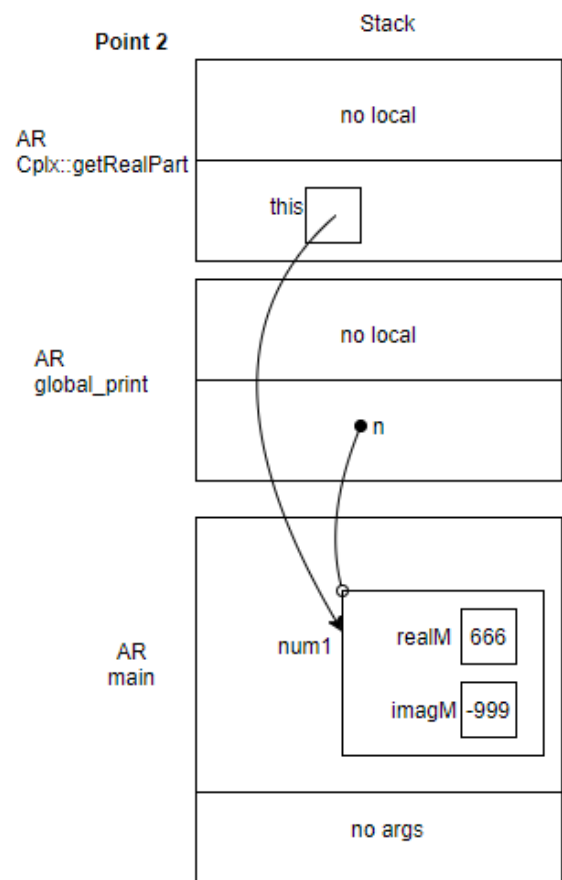 Stack
Point 2
no local
AR
Cplx::getRealPart
this
no local
AR
global_print
n
realM 666
num1
AR
main
imagM -999
no args